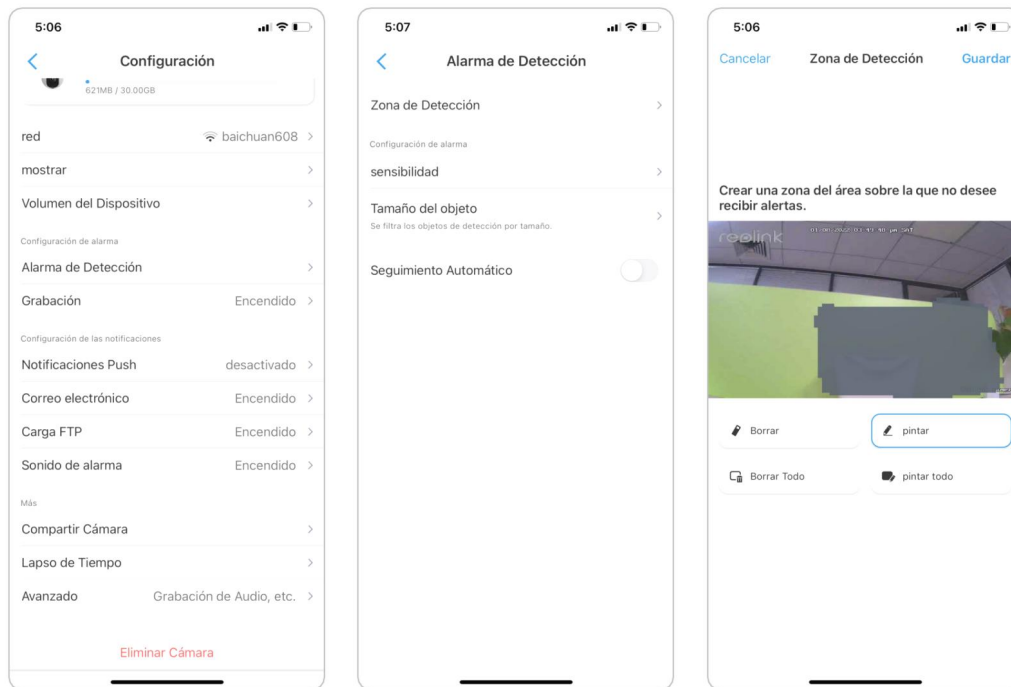 5:06
Configuración
621MB / 30.00GB
red baichuan608
mostrar
Volumen del Dispositivo
Configuración de alarma
Alarma de Detección
Grabación Encendido
Configuración de las notificaciones
Notificaciones Push desactivado
Correo electrónico Encendido
Carga FTP Encendido
Sonido de alarma Encendido
Más
Compartir Cámara
Lapso de Tiempo
Avanzado Grabación de Audio, etc.
Eliminar Cámara
5:07
Alarma de Detección
Zona de Detección
Configuración de alarma
sensibilidad
Tamaño del objeto
Se filtra los objetos de detección por tamaño.
Seguimiento Automático
5:06
Cancelar Zona de Detección Guardar
Crear una zona del área sobre la que no desee
recibir alertas.
reolink
pm SAT
Borrar pintar
Borrar Todo pintar todo